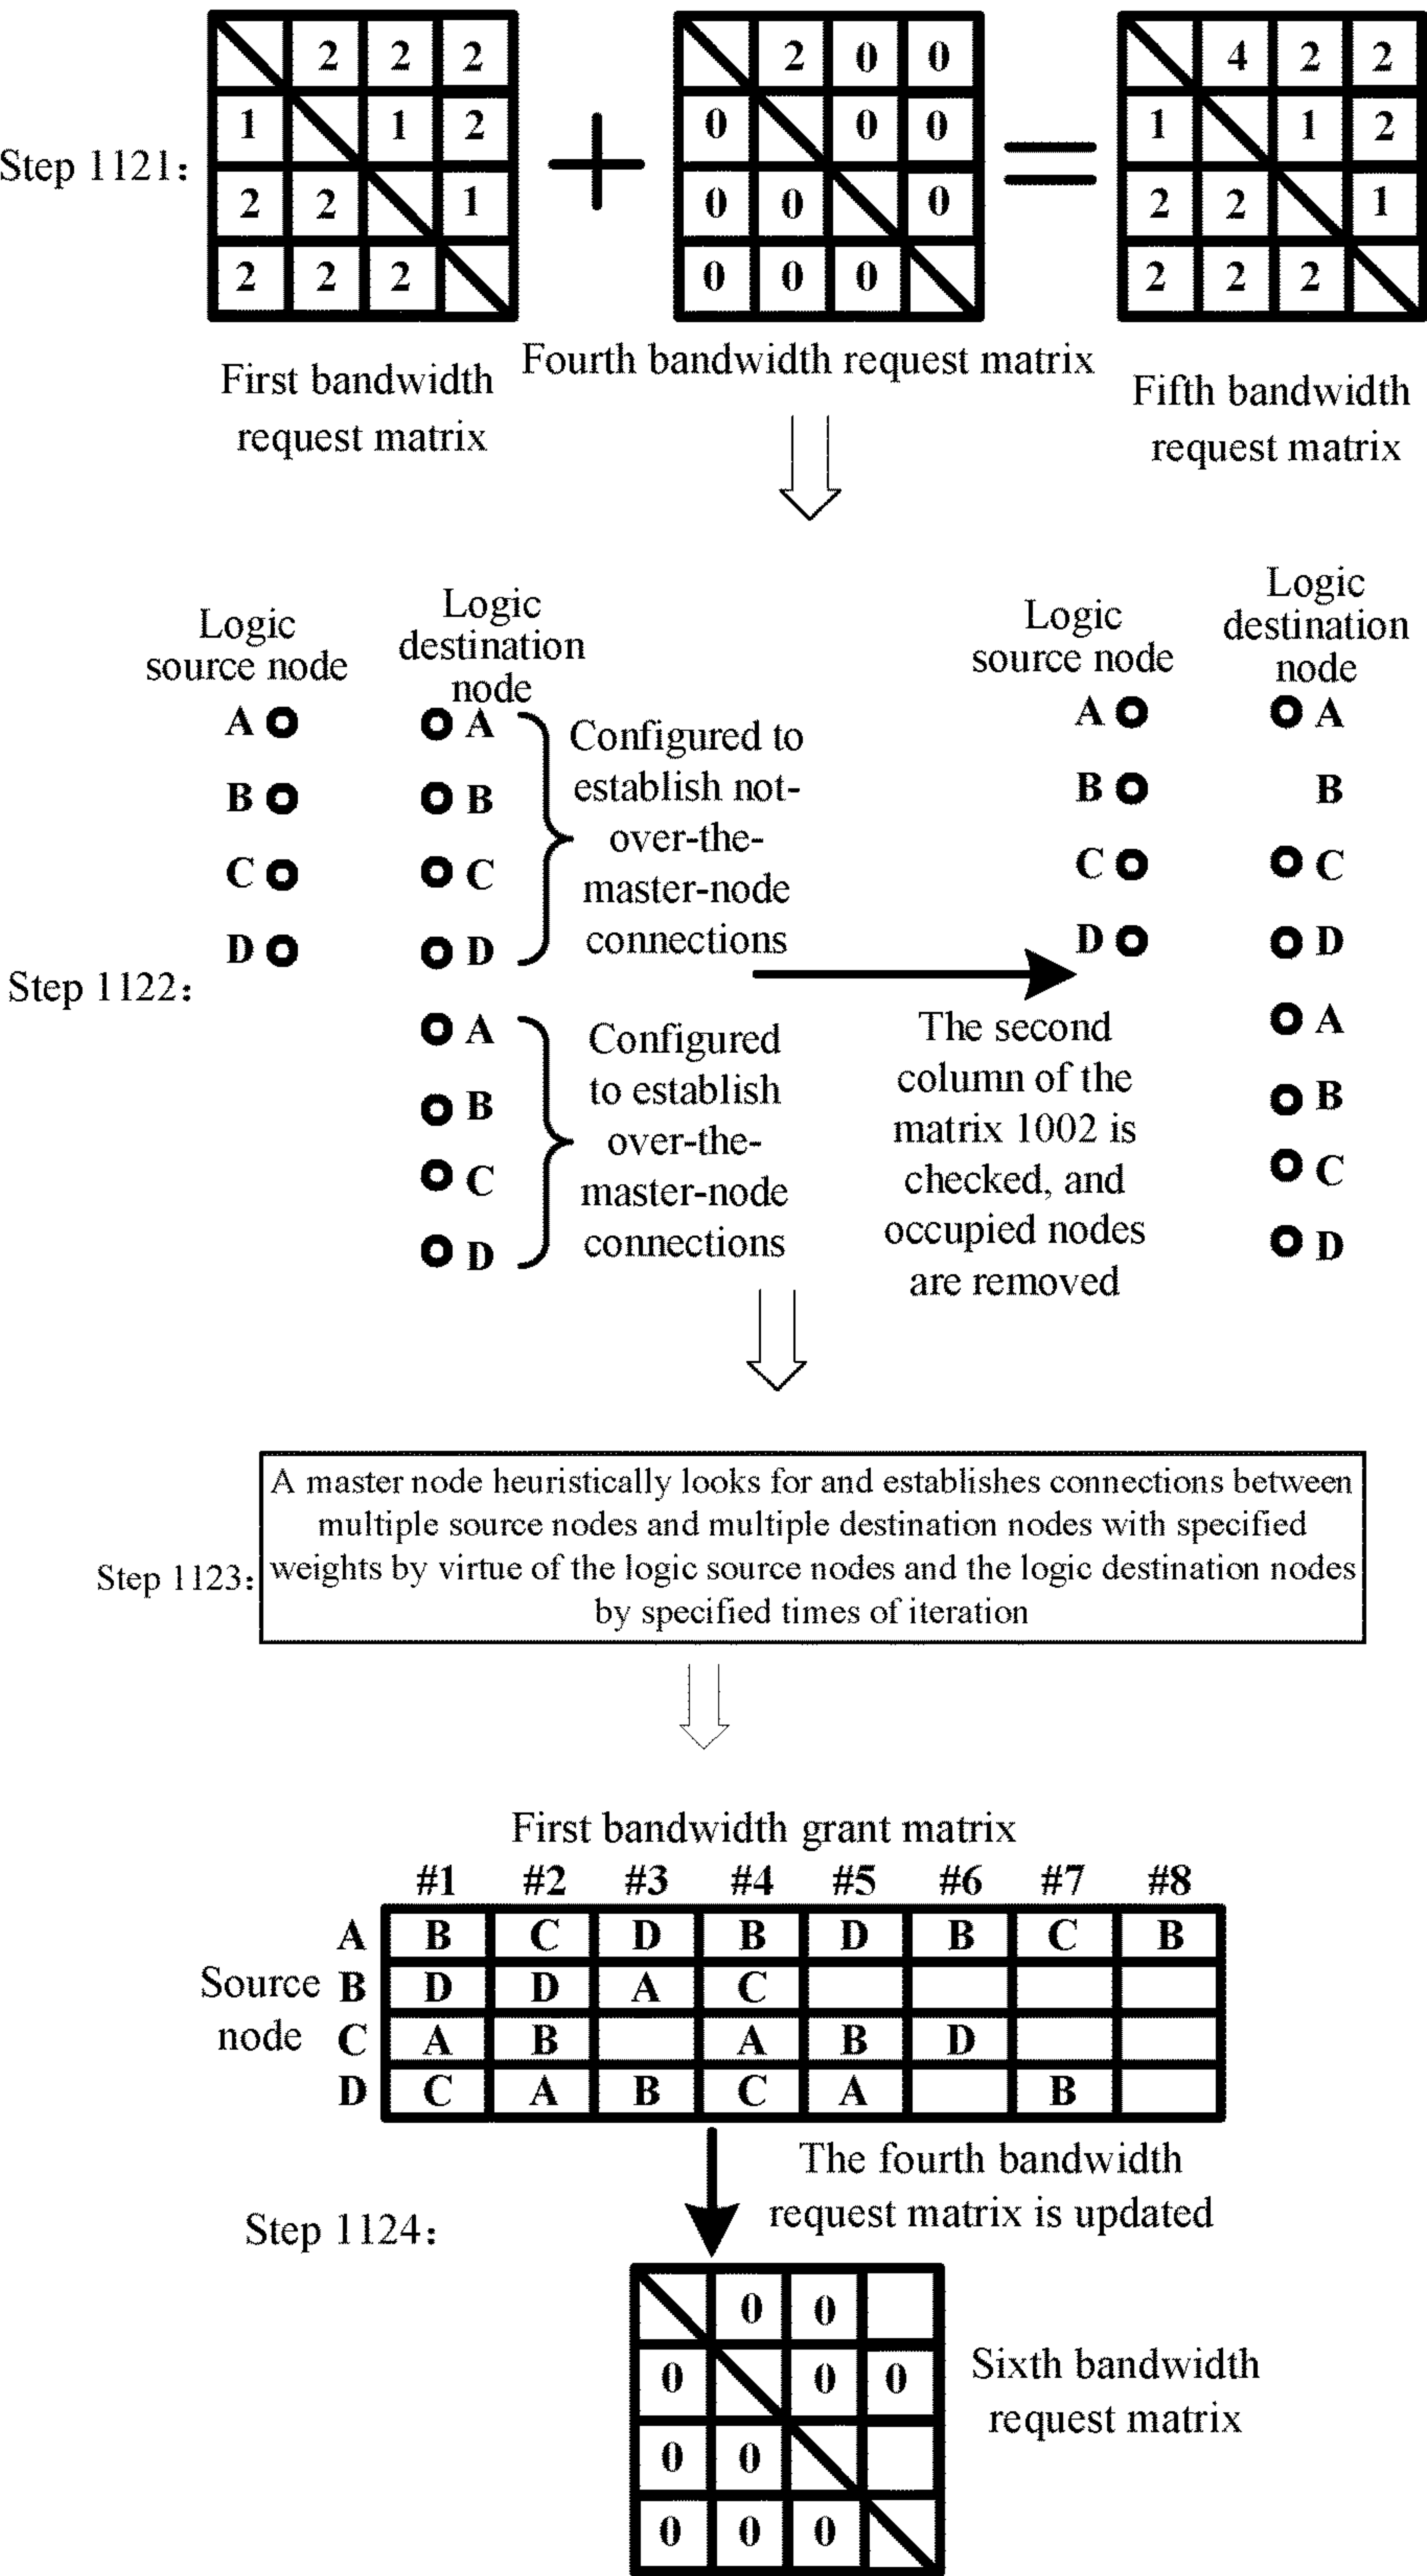 2 2 2
1 1 2
2 2 1
2 2 2
Step 1121:
2 0 0
0 0 0
0 0 0
0 0 0
4 2 2
1 1 2
2 2 1
2 2 2
First bandwidth
request matrix
Fourth bandwidth request matrix
Fifth bandwidth
request matrix
Step 1122:
Logic
source node
A
B
C
D
Logic
destination
node
A
B
C
D
A
B
C
D
Configured to
establish not-
over-the-
master-node
connections
Configured
to establish
over-the-
master-node
connections
The second
column of the
matrix 1002 is
checked, and
occupied nodes
are removed
Logic
source node
A
B
C
D
Logic
destination
node
A
B
C
D
A
B
C
D
Step 1123:
A master node heuristically looks for and establishes connections between
multiple source nodes and multiple destination nodes with specified
weights by virtue of the logic source nodes and the logic destination nodes
by specified times of iteration
First bandwidth grant matrix
#1 #2 #3 #4 #5 #6 #7 #8
Source
node
A B C D B D B C B
B D D A C
C A B A B D
D C A B C A B
The fourth bandwidth
request matrix is updated
Step 1124:
0 0
0 0 0
0 0
0 0 0
Sixth bandwidth
request matrix